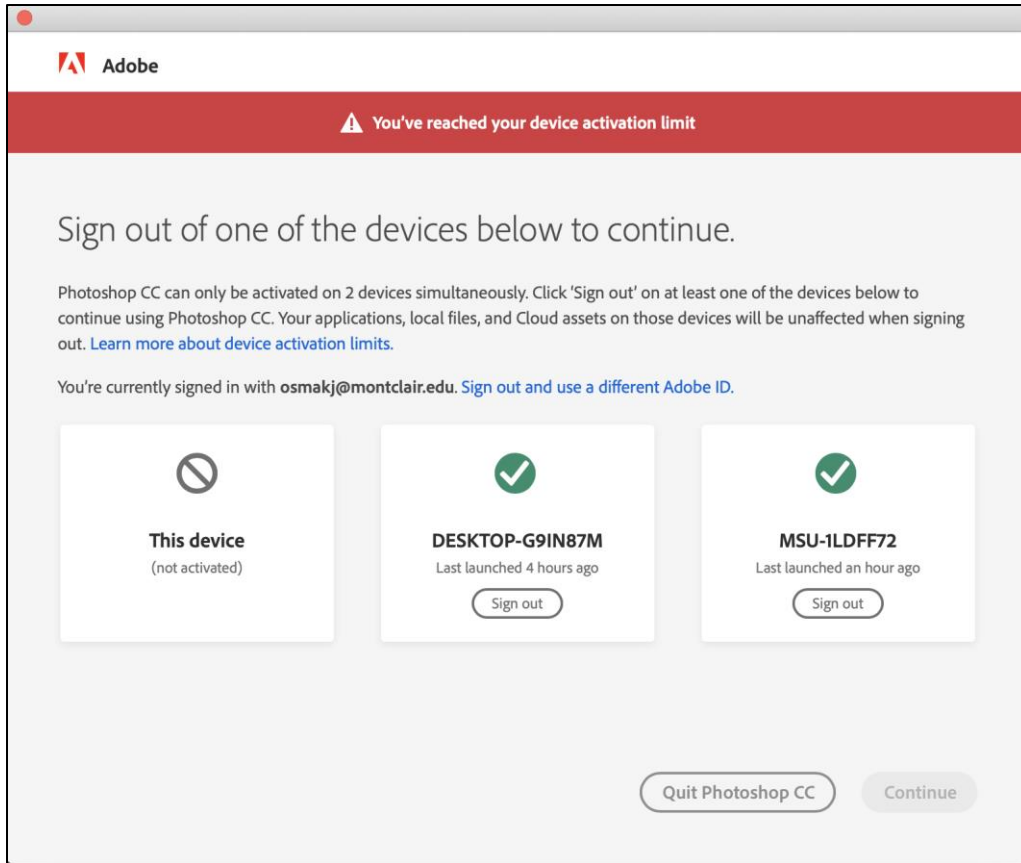 Adobe
You've reached your device activation limit
Sign out of one of the devices below to continue.
Photoshop CC can only be activated on 2 devices simultaneously. Click 'Sign out' on at least one of the devices below to
continue using Photoshop CC. Your applications, local files, and Cloud assets on those devices will be unaffected when signing
out. Learn more about device activation limits.
You're currently signed in with osmakj@montclair.edu. Sign out and use a different Adobe ID.
This device
(not activated)
DESKTOP-G9IN87M
Last launched 4 hours ago
Sign out
MSU-1LDFF72
Last launched an hour ago
Sign out
Quit Photoshop CC
Continue